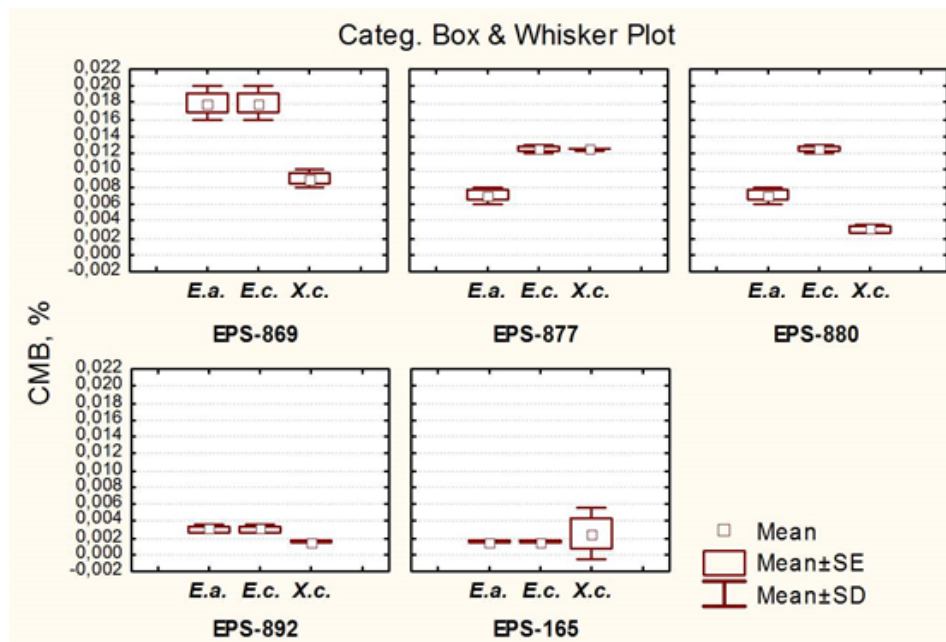 Categ. Box & Whisker Plot
CMB, %
0,022
0,020
0,018
0,016
0,014
0,012
0,010
0,008
0,006
0,004
0,002
0,000
-0,002
E.a. E.c. X.c.
EPS-869
E.a. E.c. X.c.
EPS-877
E.a. E.c. X.c.
EPS-880
0,022
0,020
0,018
0,016
0,014
0,012
0,010
0,008
0,006
0,004
0,002
0,000
-0,002
E.a. E.c. X.c.
EPS-892
E.a. E.c. X.c.
EPS-165
Mean
Mean±SE
Mean±SD